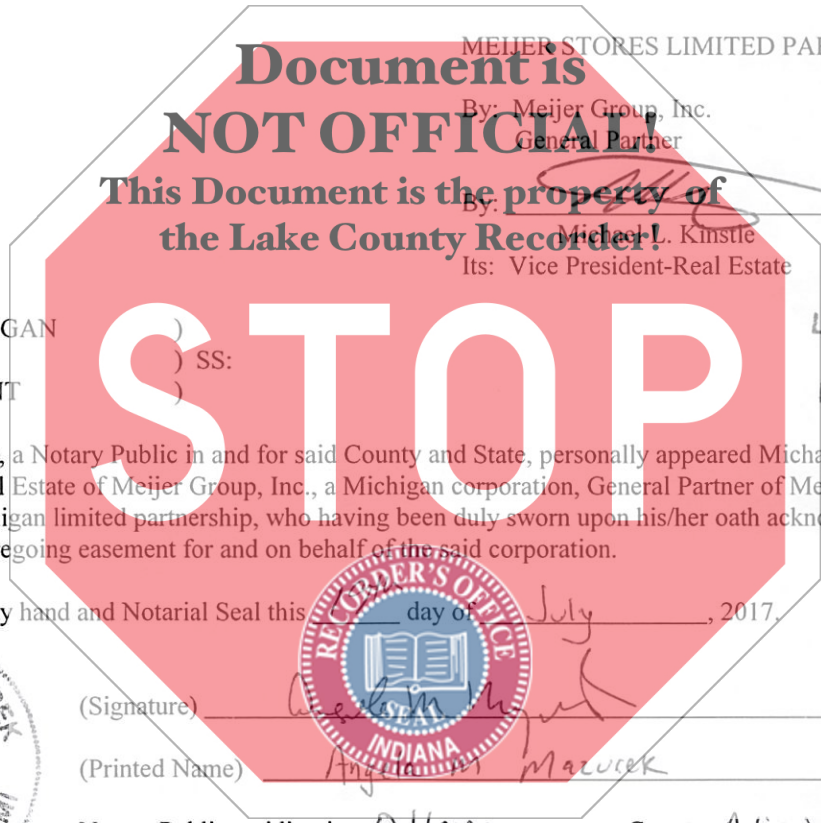 MEIJER STORES LIMITED PA
Document is
NOT OFFICIAL!
This Document is the property of
the Lake County Recorder!
By: Meijer Group, Inc.
General Partner
By:
Michael L. Kinstle
Its: Vice President-Real Estate
GAN )
) SS:
NT )
STOP
, a Notary Public in and for said County and State, personally appeared Micha
l Estate of Meijer Group, Inc., a Michigan corporation, General Partner of Me
igan limited partnership, who having been duly sworn upon his/her oath ackno
egoing easement for and on behalf of the said corporation.
y hand and Notarial Seal this day of July, 2017.
RECORDER'S OFFICE
SEAL
INDIANA
(Signature)
(Printed Name) Angela M Mazurek